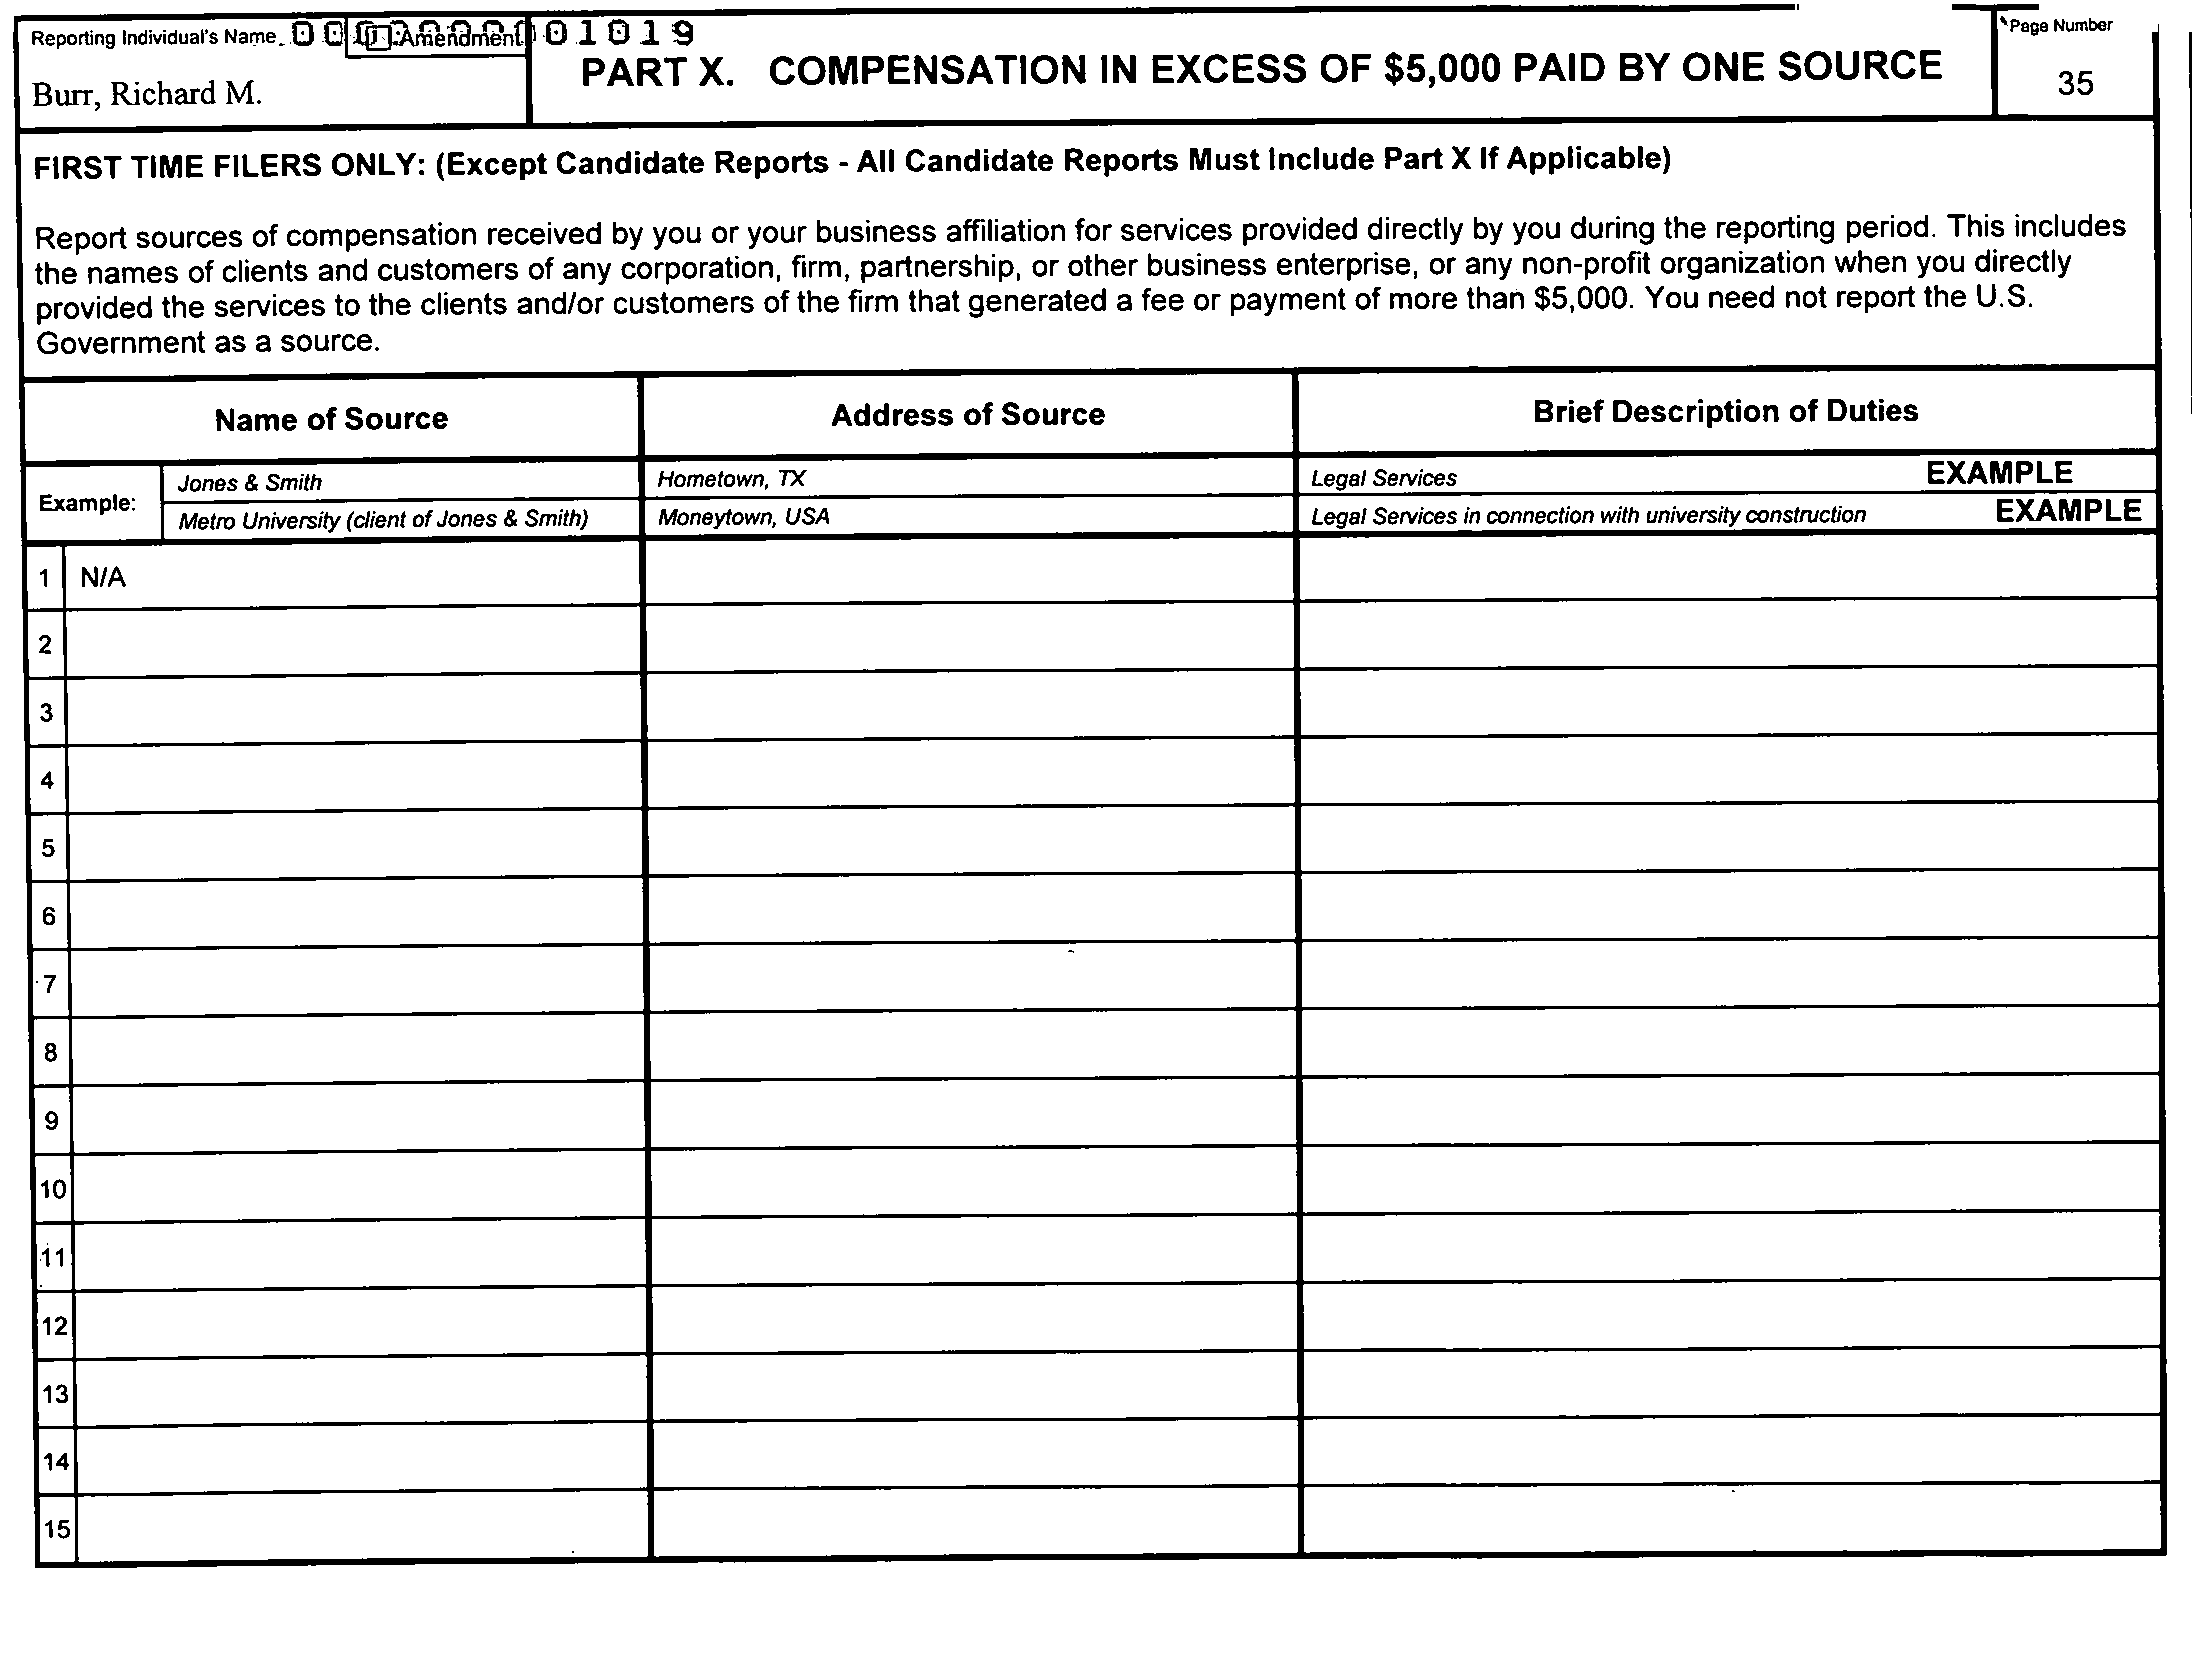 Reporting Individual's Name
Amendment
01019
Burr, Richard M.
PART X. COMPENSATION IN EXCESS OF $5,000 PAID BY ONE SOURCE
Page Number
35
FIRST TIME FILERS ONLY: (Except Candidate Reports - All Candidate Reports Must Include Part X If Applicable)
Report sources of compensation received by you or your business affiliation for services provided directly by you during the reporting period. This includes
the names of clients and customers of any corporation, firm, partnership, or other business enterprise, or any non-profit organization when you directly
provided the services to the clients and/or customers of the firm that generated a fee or payment of more than $5,000. You need not report the U.S.
Government as a source.
Name of Source Address of Source Brief Description of Duties
Example:
Jones & Smith Hometown, TX Legal Services EXAMPLE
Metro University (client of Jones & Smith) Moneytown, USA Legal Services in connection with university construction EXAMPLE
1 N/A
2
3
4
5
6
7
8
9
10
11
12
13
14
15